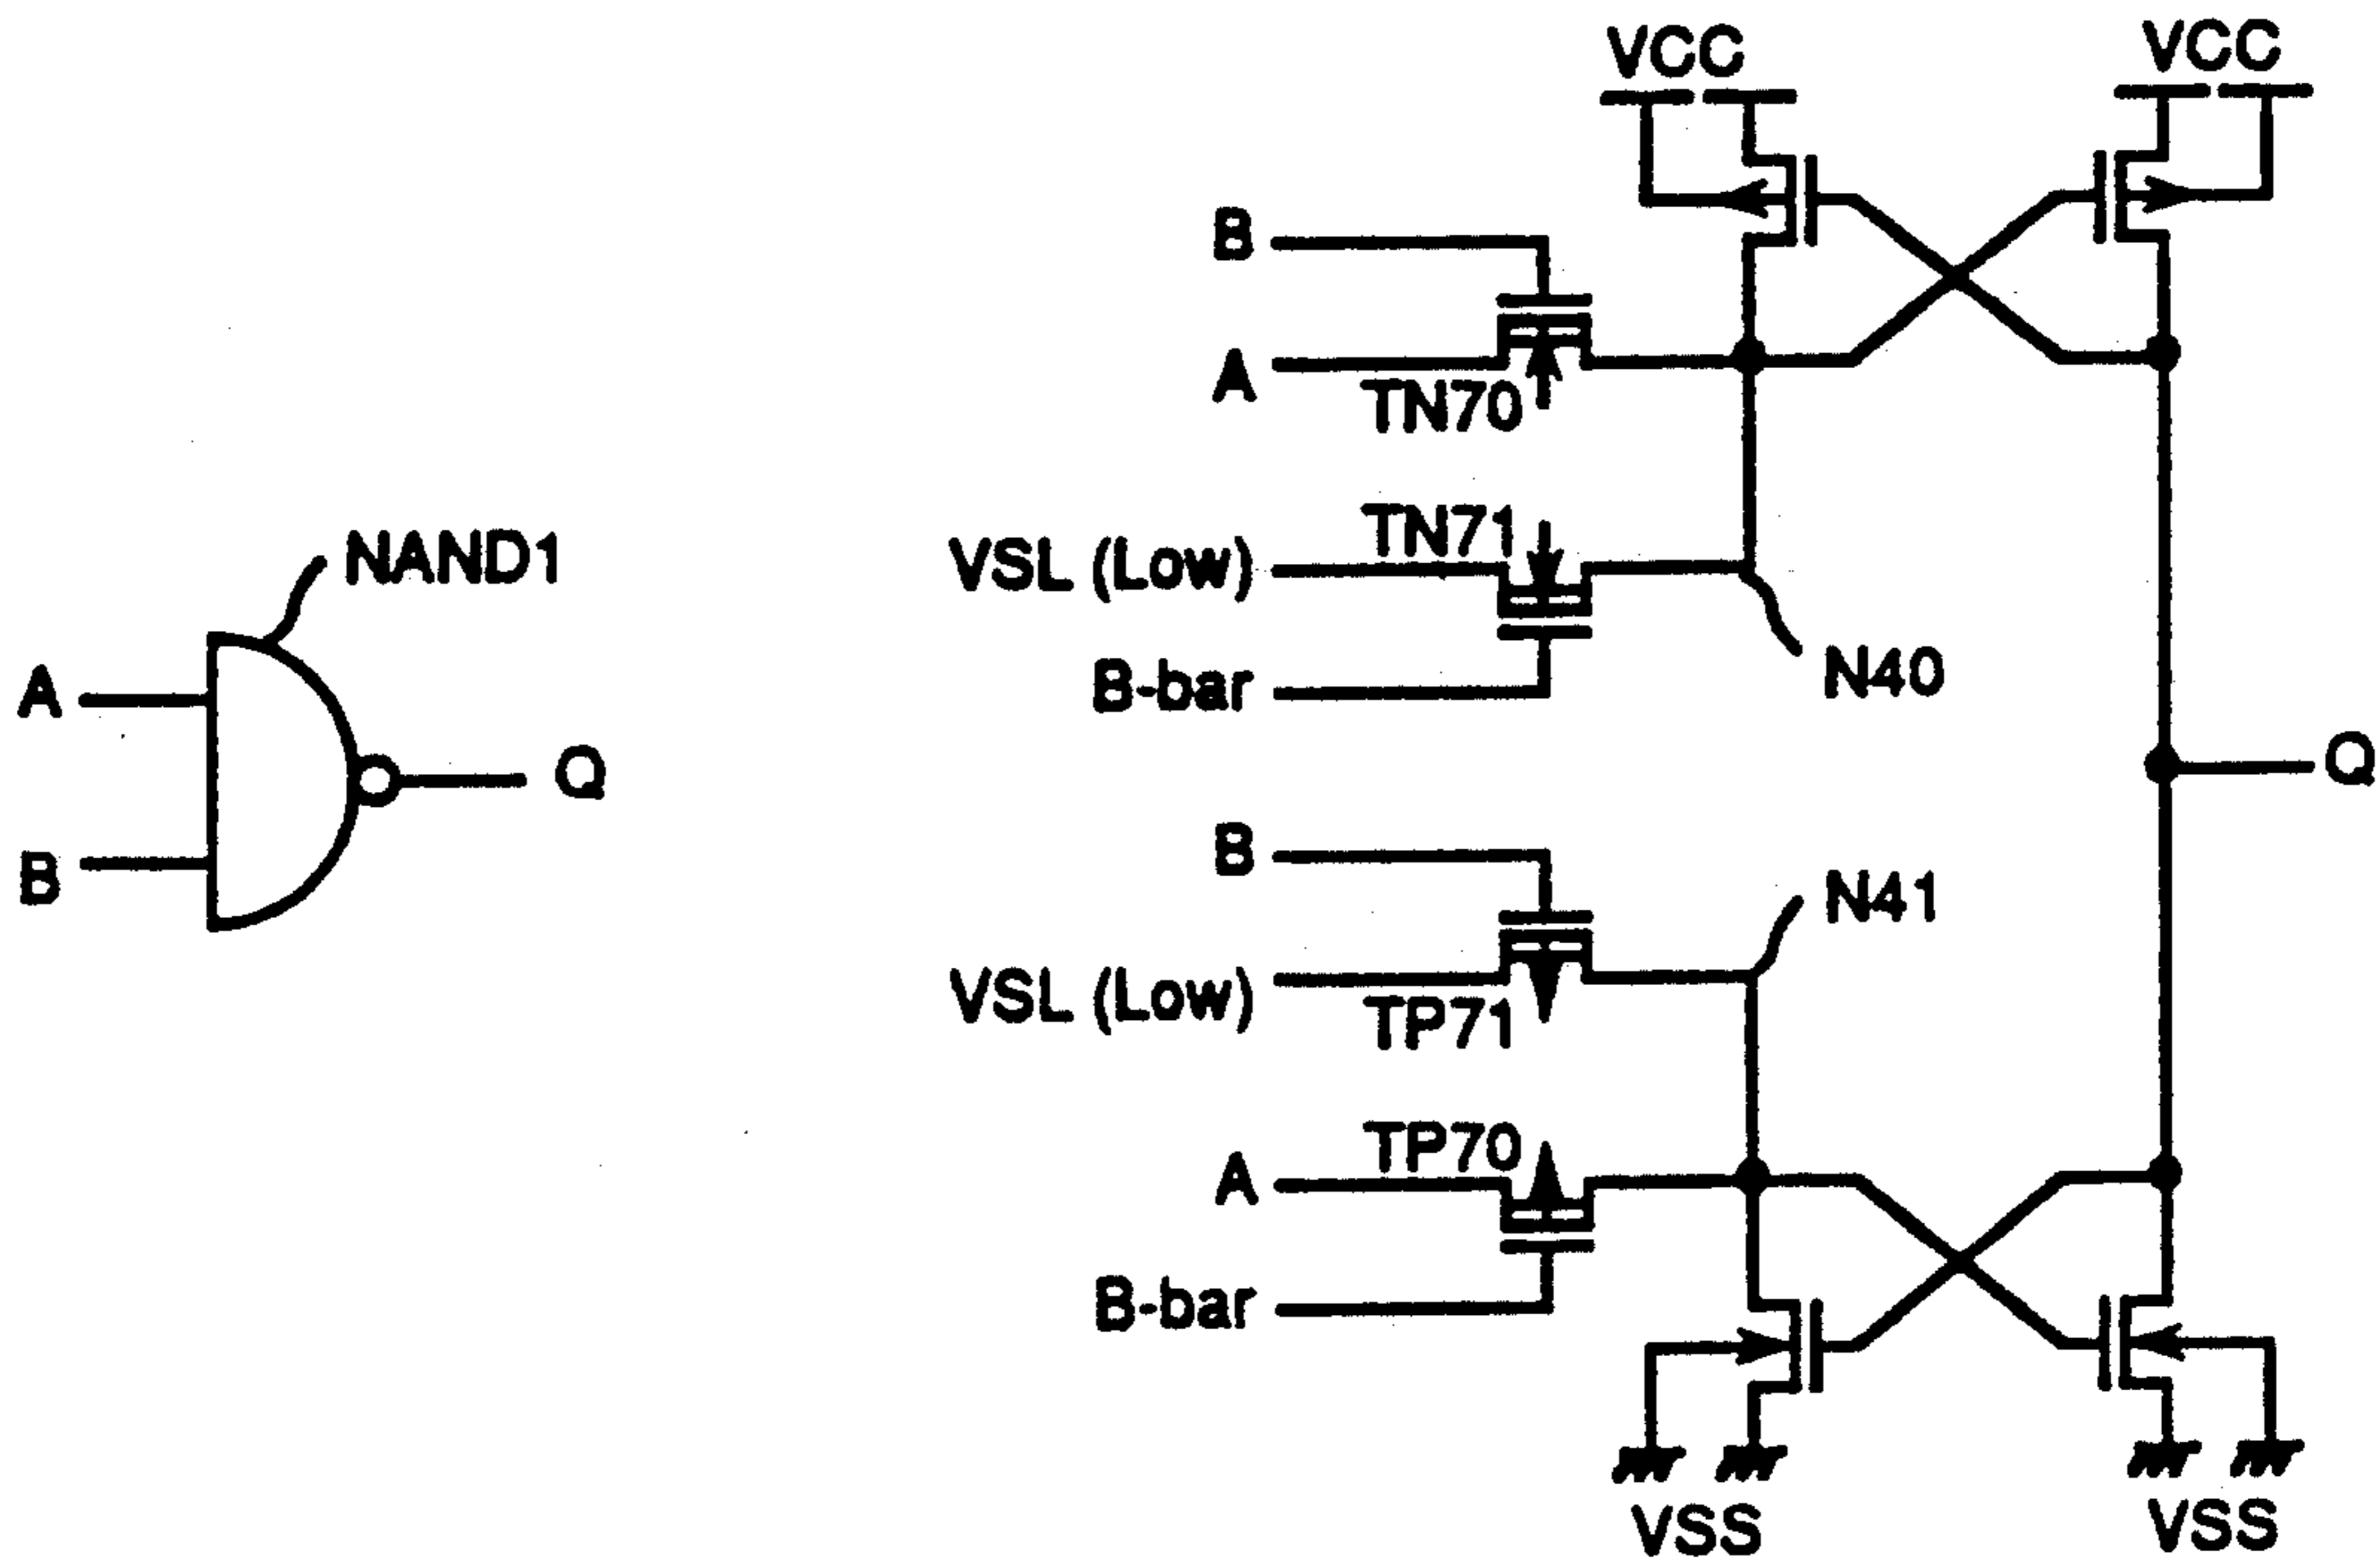 NAND1
A
B
Q
VCC
VCC
B
A
TN70
TN71
VSL (Low)
B-bar
N40
Q
B
N41
VSL (Low)
TP71
TP70
A
B-bar
VSS
VSS